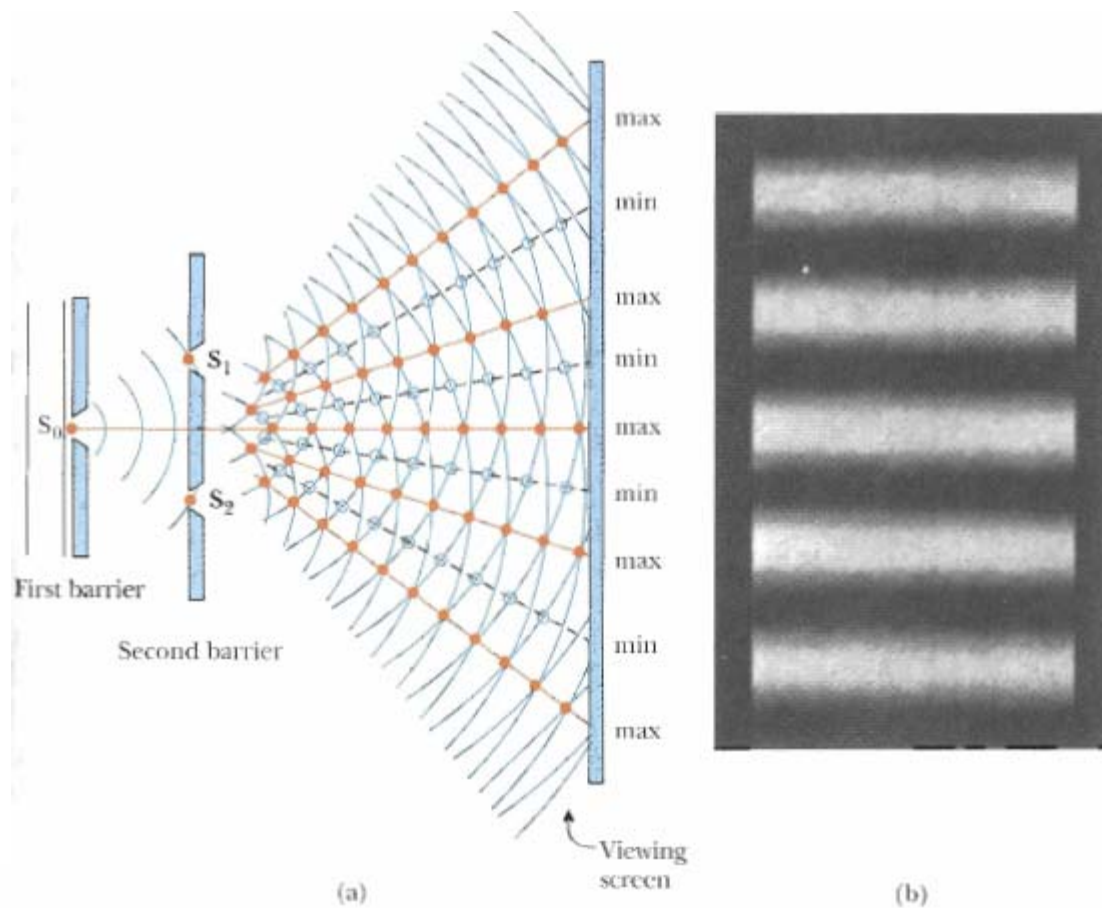 max
min
max
S₁
min
S₀
max
min
S₂
max
First barrier
min
Second barrier
max
Viewing
screen
(a)
(b)